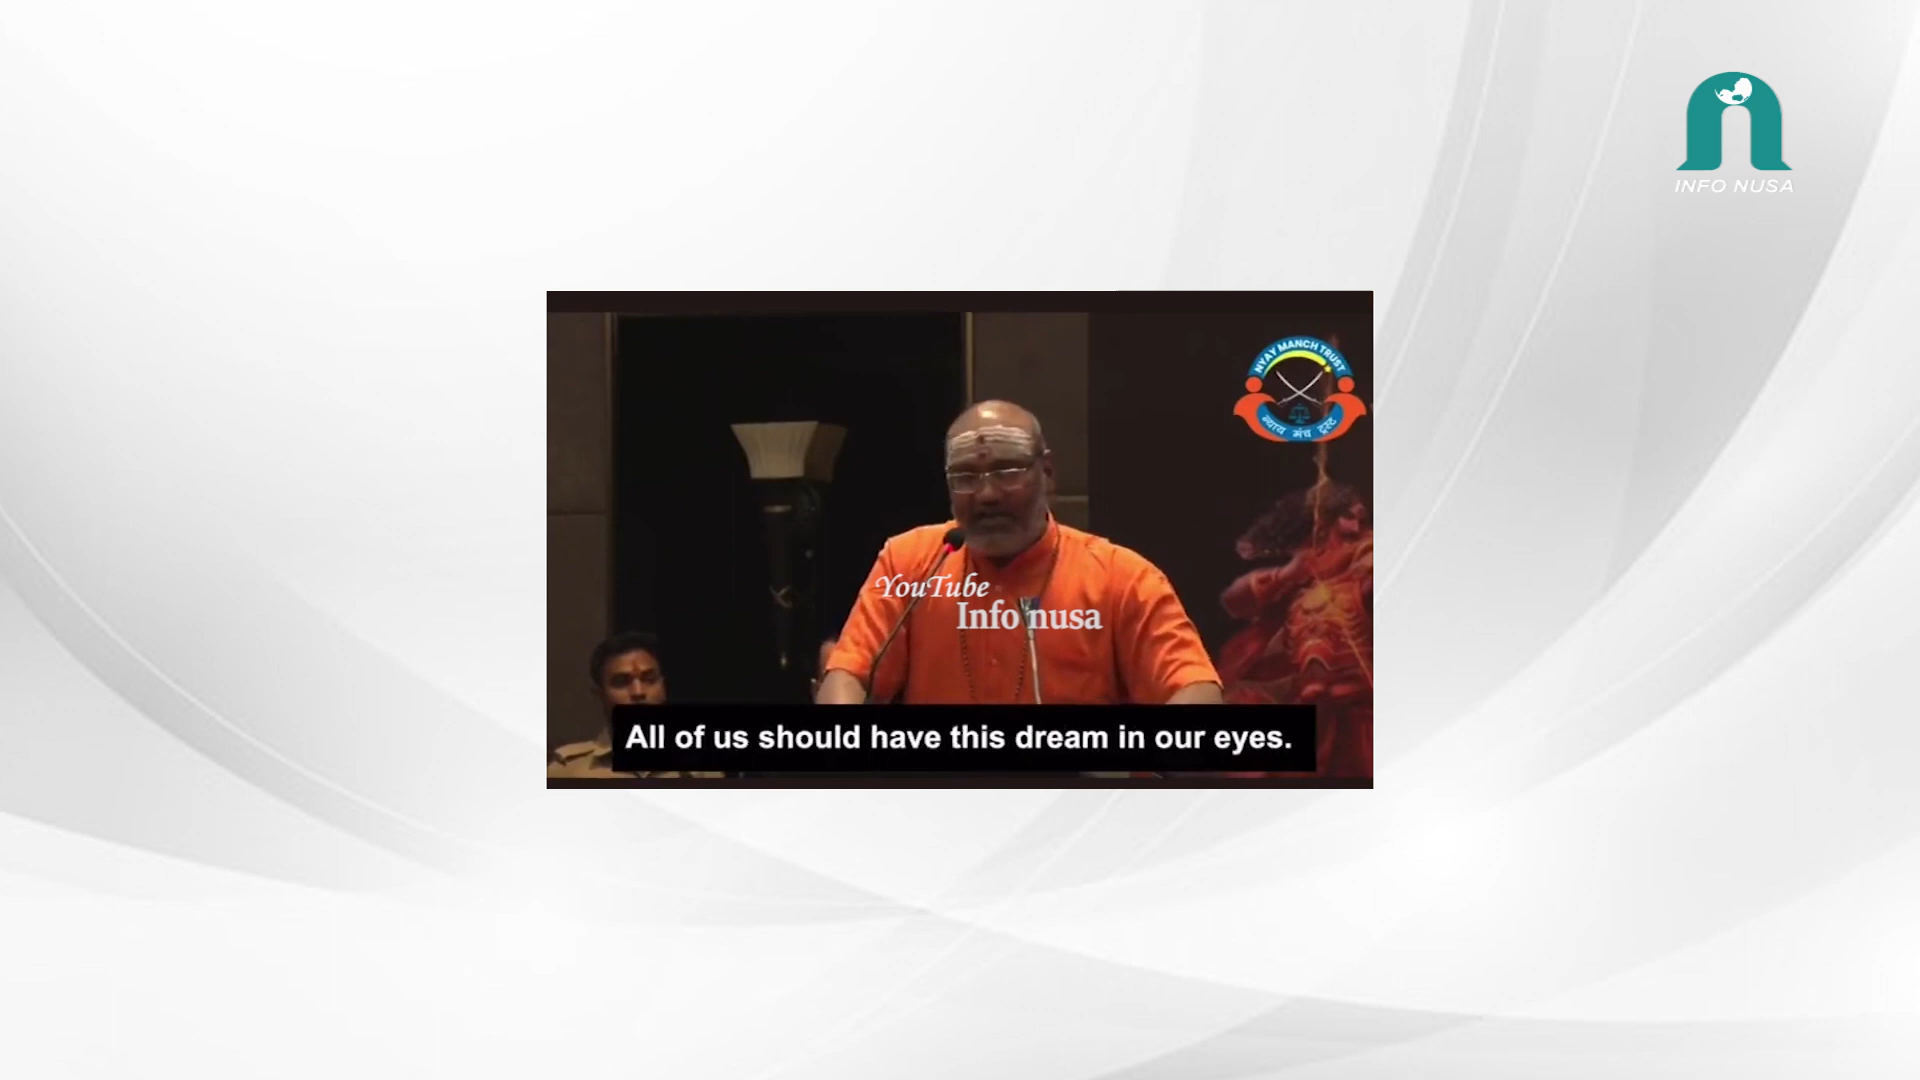 INFO NUSA
NYAY MANCH TRUST
न्याय मंच ट्रस्ट
YouTube
Info nusa
All of us should have this dream in our eyes.